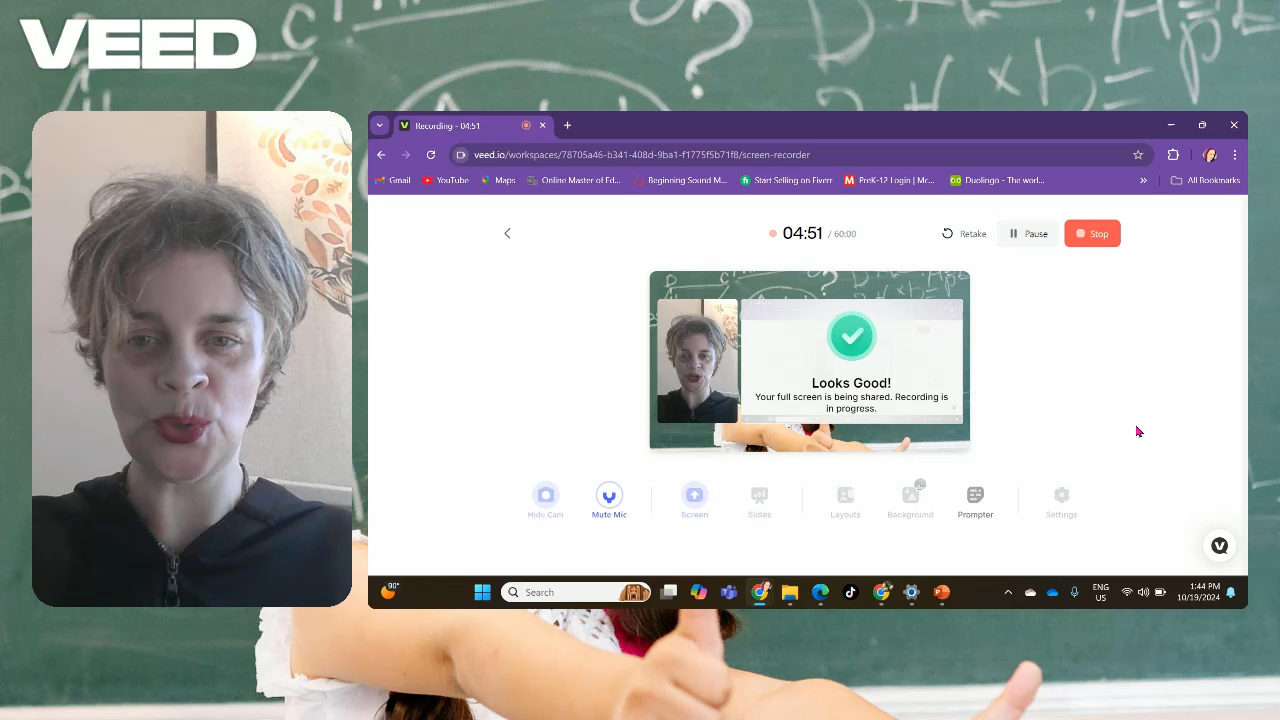 VEED
Recording - 04:51
veed.io/workspaces/78705a46-b341-408d-9ba1-f1775f5b71f8/screen-recorder
Gmail YouTube Maps Online Master of Ed... Beginning Sound M... Start Selling on Fiverr PreK-12 Login | Mc... Duolingo - The worl... » All Bookmarks
04:51 / 60:00 Retake Pause Stop
Looks Good!
Your full screen is being shared. Recording is
in progress.
Hide Cam Mute Mic Screen Slides Layouts Background Prompter Settings
90° Search ENG 1:44 PM
US 10/19/2024